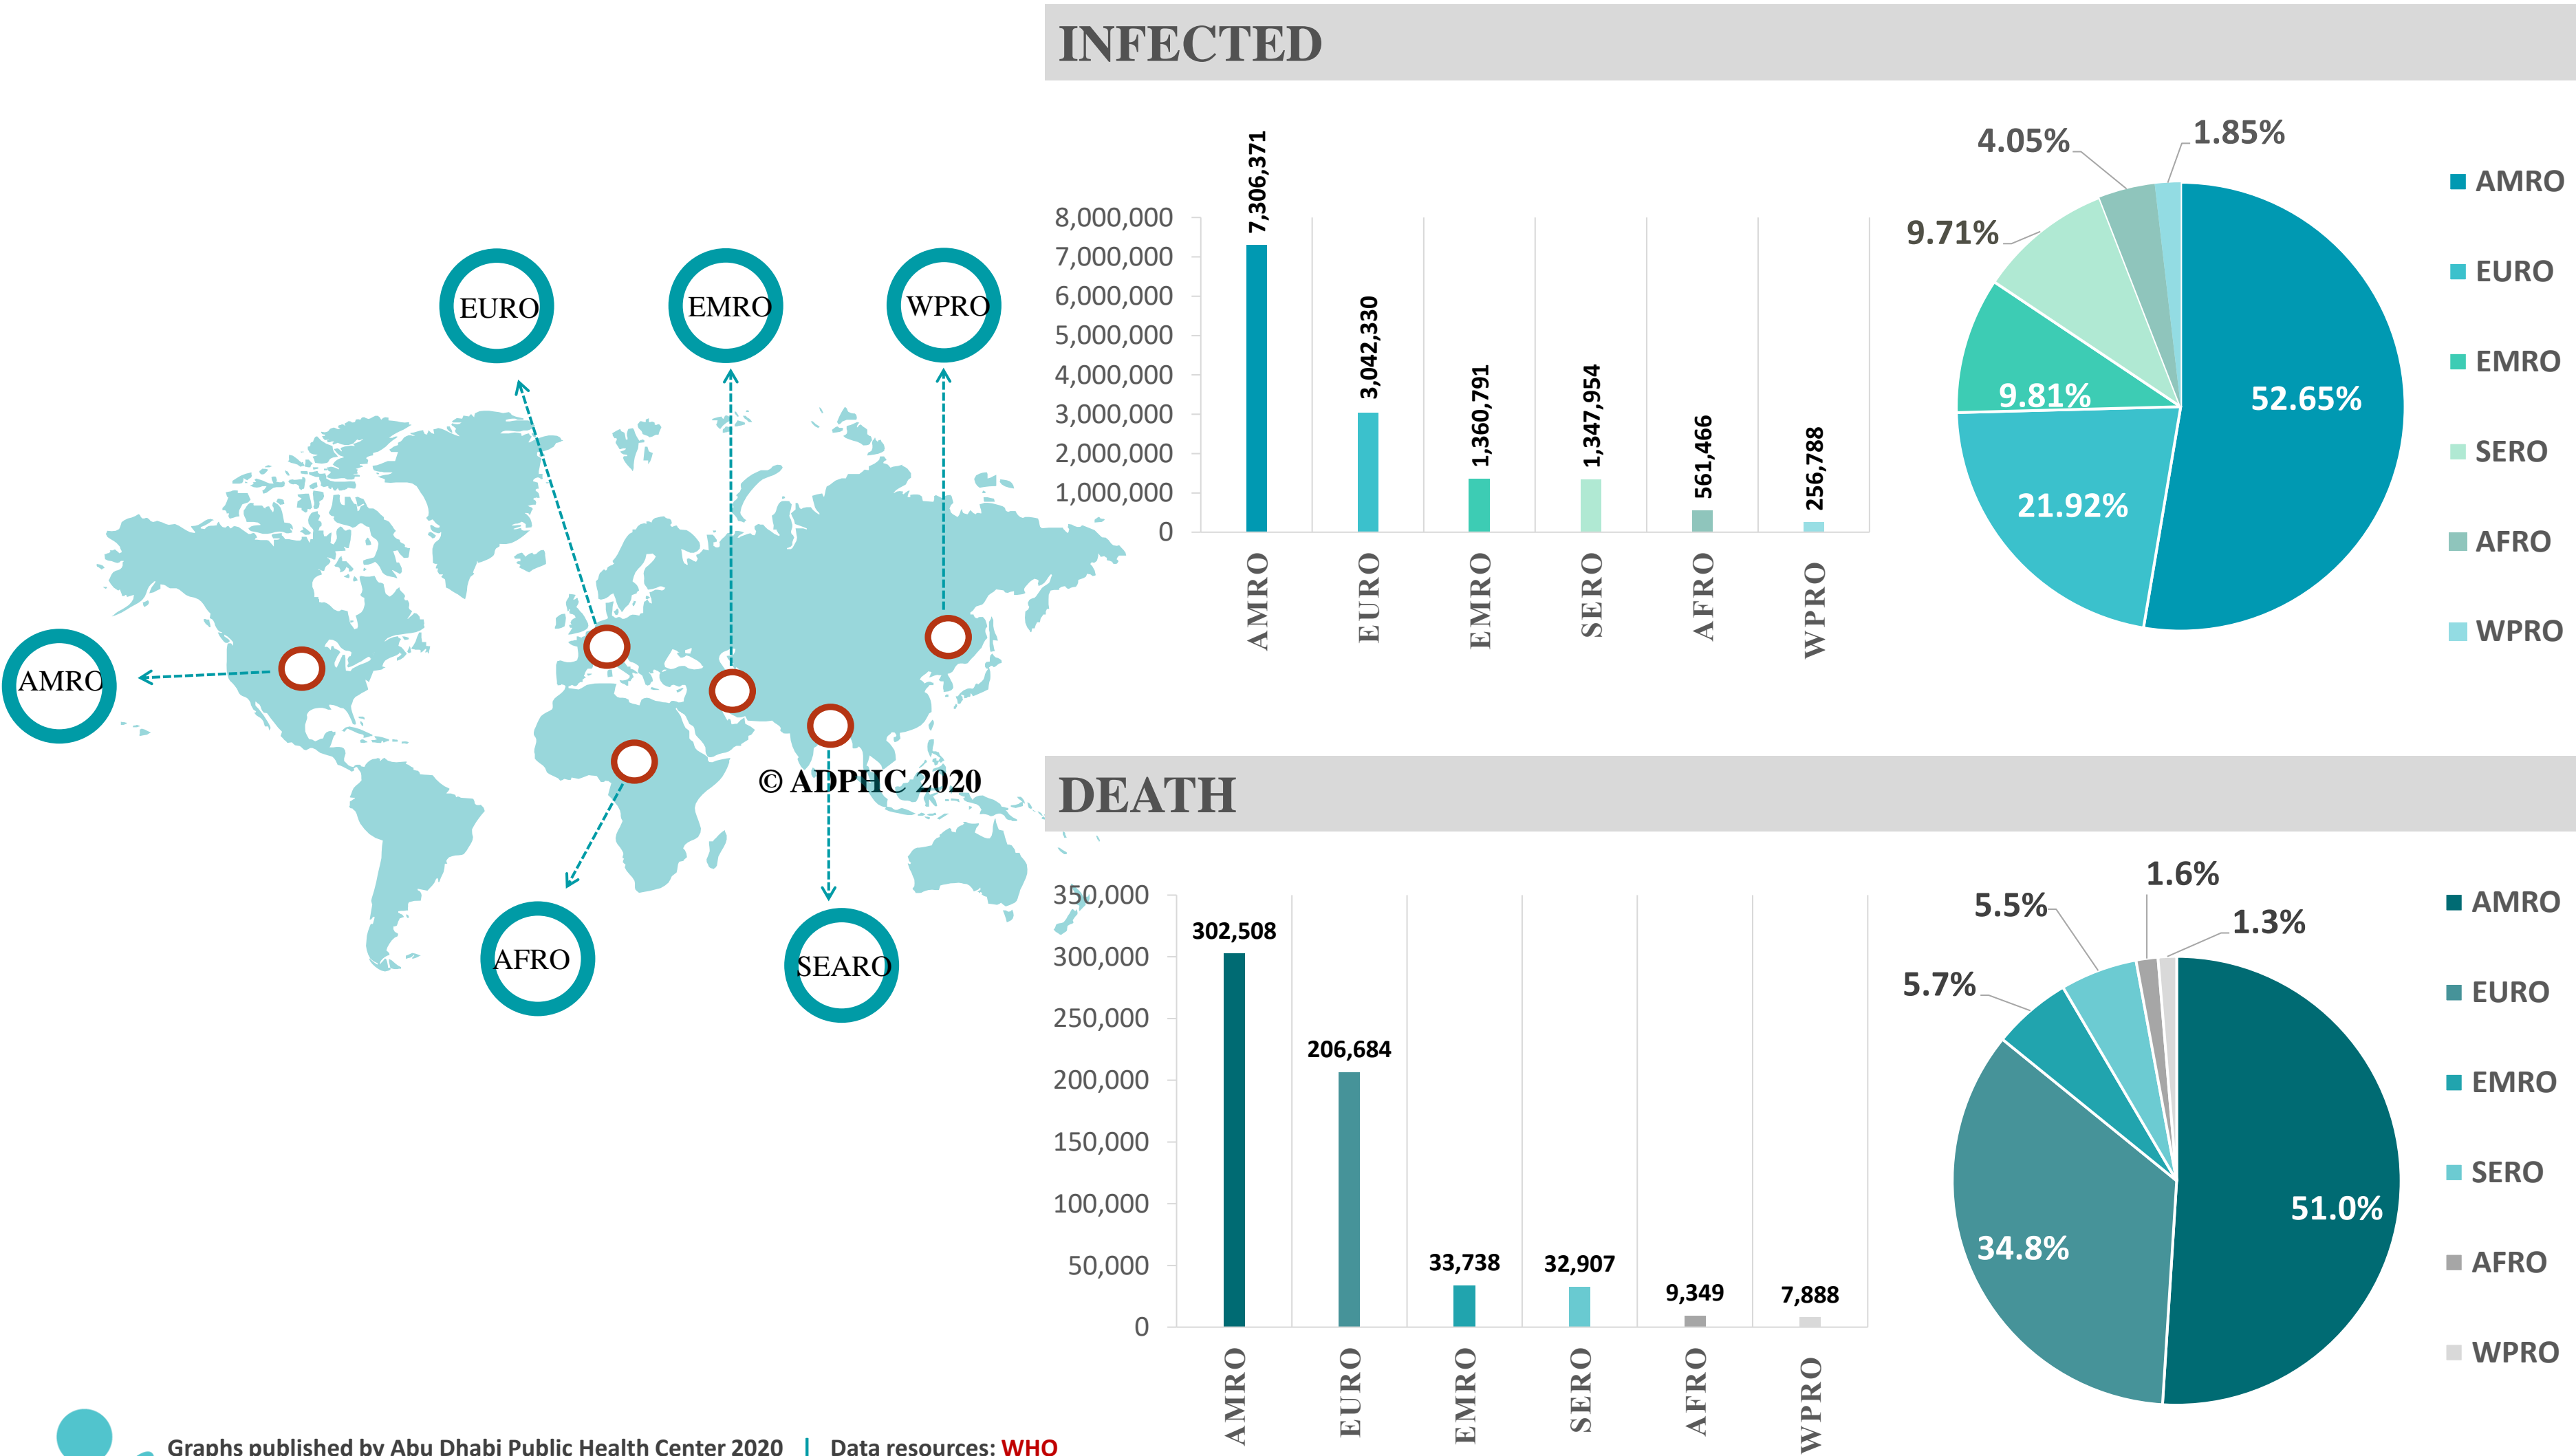 INFECTED
EURO
EMRO
WPRO
AMRO
AFRO
SEARO
© ADPHC 2020
8,000,000
7,000,000
6,000,000
5,000,000
4,000,000
3,000,000
2,000,000
1,000,000
0
7,306,371
3,042,330
1,360,791
1,347,954
561,466
256,788
AMRO
EURO
EMRO
SERO
AFRO
WPRO
4.05%
1.85%
9.71%
9.81%
52.65%
21.92%
AMRO
EURO
EMRO
SERO
AFRO
WPRO
DEATH
350,000
300,000
250,000
200,000
150,000
100,000
50,000
0
302,508
206,684
33,738
32,907
9,349
7,888
AMRO
EURO
EMRO
SERO
AFRO
WPRO
1.6%
5.5%
1.3%
5.7%
51.0%
34.8%
AMRO
EURO
EMRO
SERO
AFRO
WPRO
Graphs published by Abu Dhabi Public Health Center 2020 | Data resources: WHO